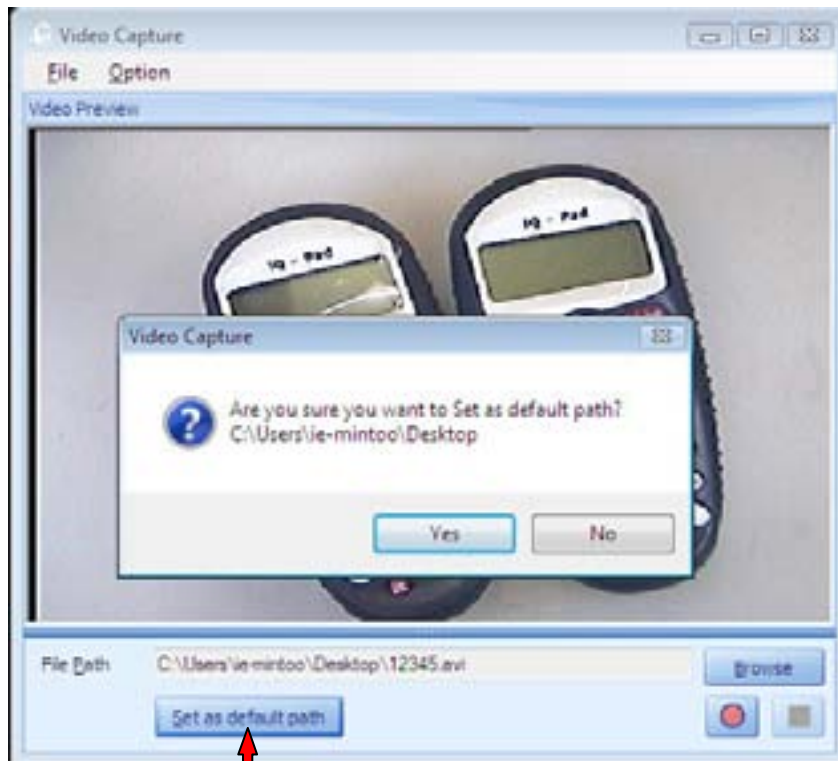 Video Capture
File Option
Video Preview
IQ - Pad
IQ - Pad
Video Capture
Are you sure you want to Set as default path?
C:\Users\ie-mintoo\Desktop
Yes No
File Path C:\Users\ie-mintoo\Desktop\12345.avi Browse
Set as default path